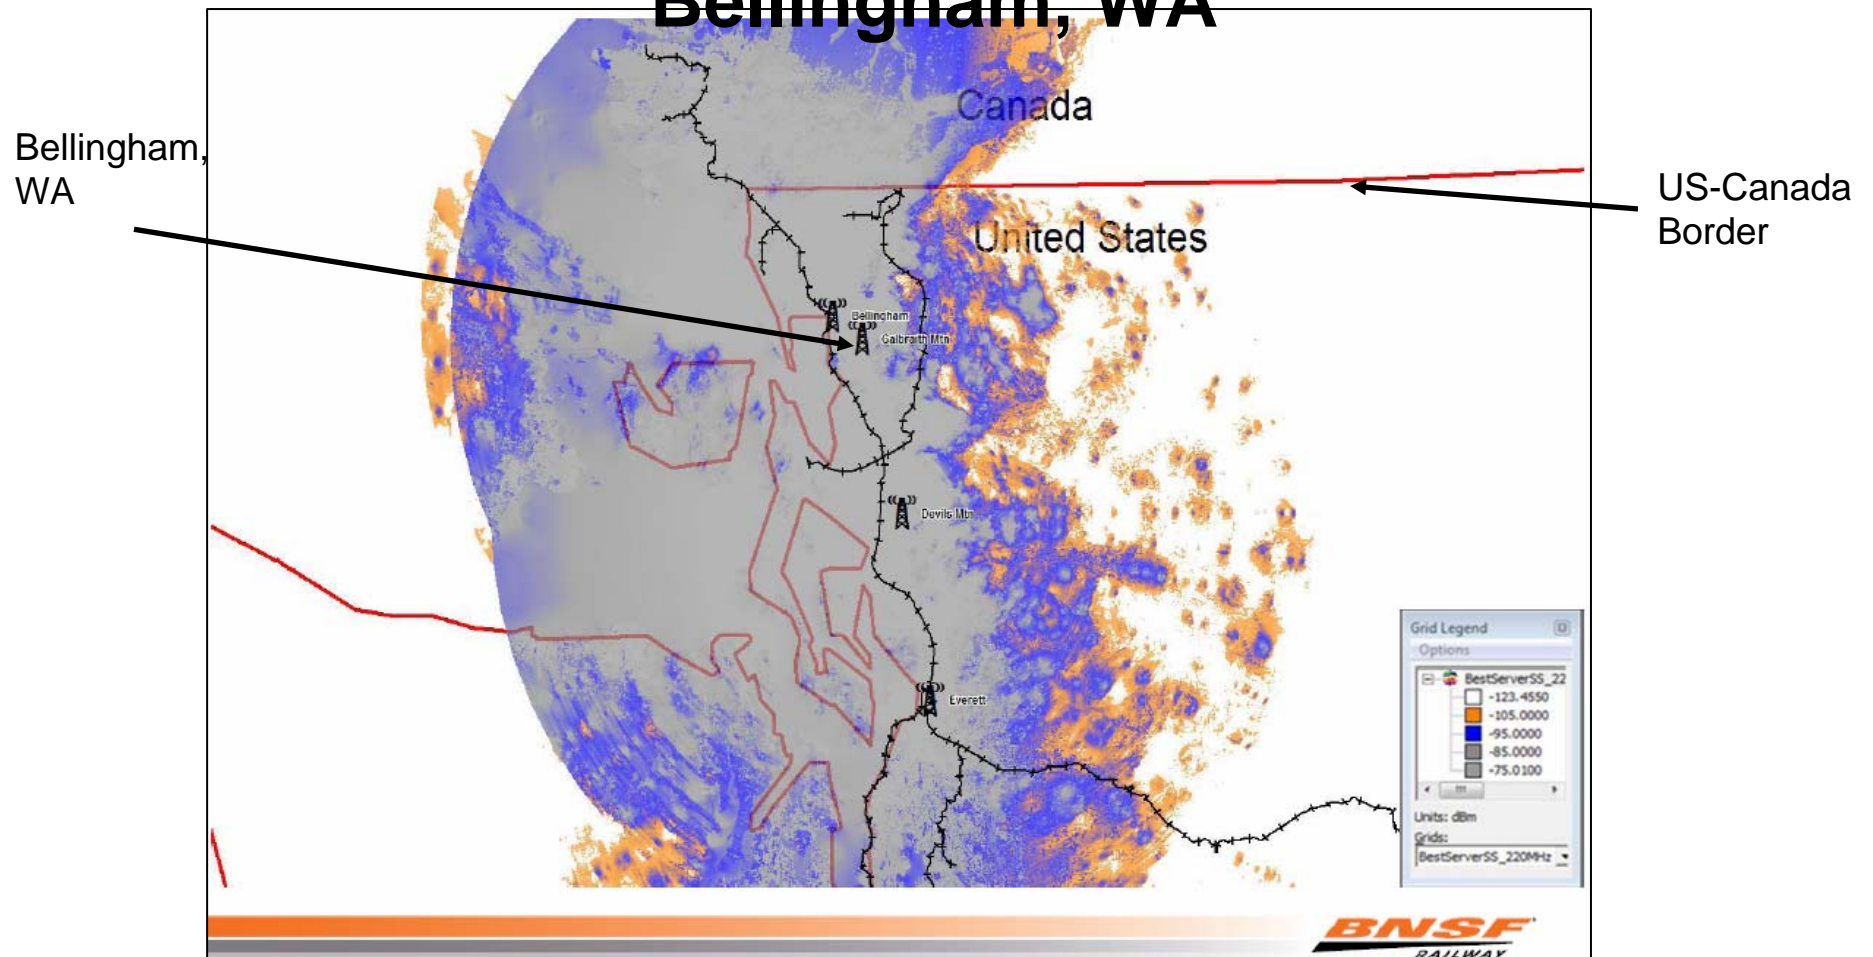 Bellingham, WA
Canada
Bellingham,
WA
US-Canada
Border
United States
Bellingham
Galbraith Mtn
Devils Mtn
Everett
Grid Legend
Options
BestServerSS_22
-123.4550
-105.0000
-95.0000
-85.0000
-75.0100
Units: dBm
Grids:
BestServerSS_220MHz
BNSF
RAILWAY